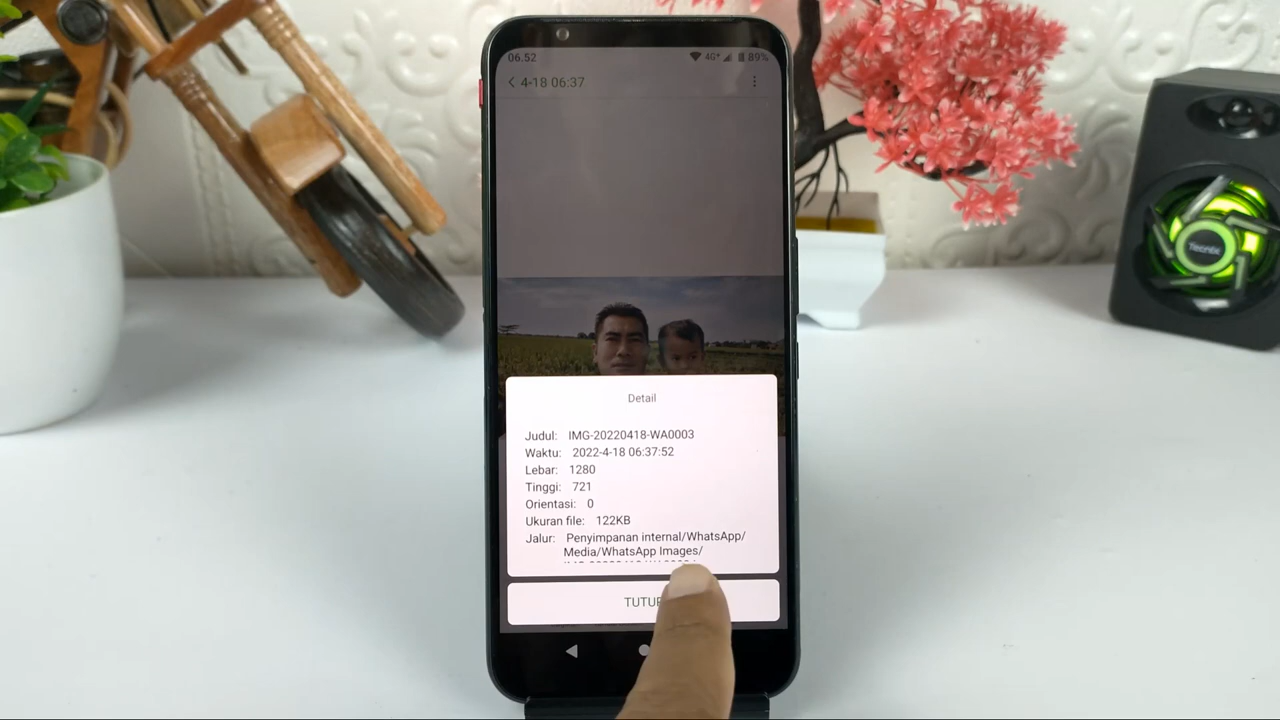 06.52
4G+
89%
4-18 06:37
Detail
Judul: IMG-20220418-WA0003
Waktu: 2022-4-18 06:37:52
Lebar: 1280
Tinggi: 721
Orientasi: 0
Ukuran file: 122KB
Jalur: Penyimpanan internal/WhatsApp/
Media/WhatsApp Images/
Tecnix